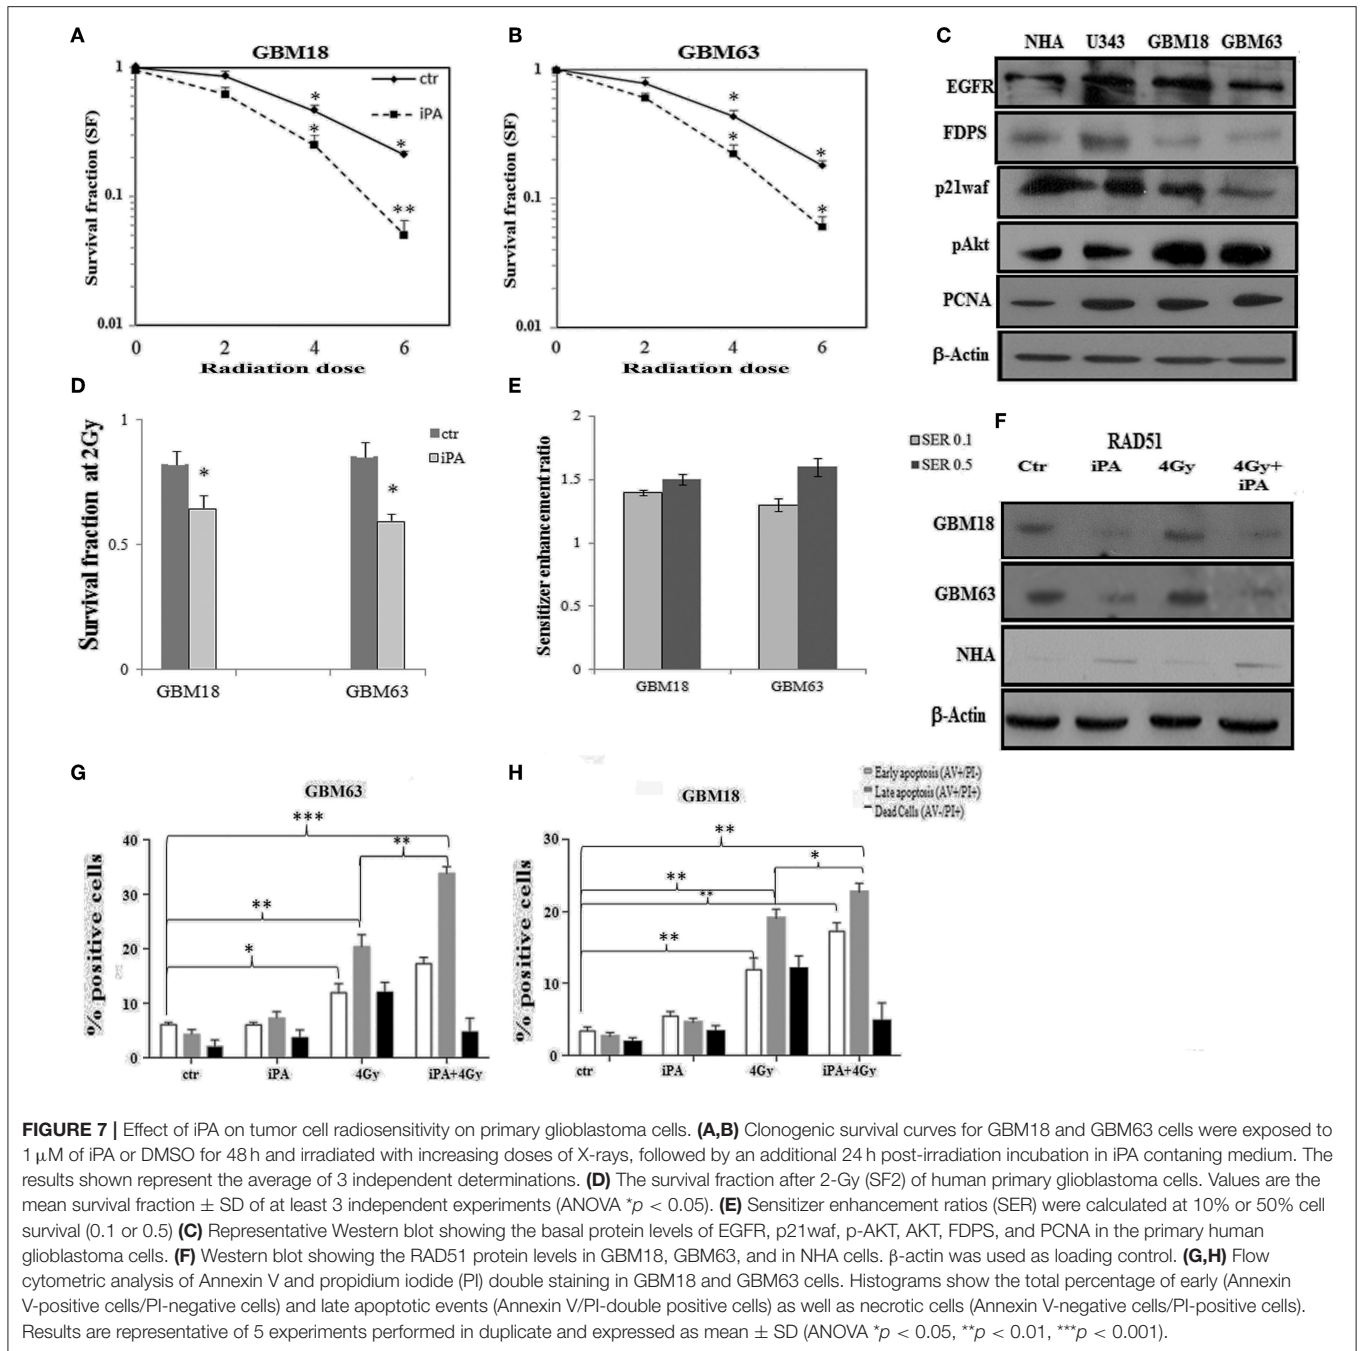 A
GBM18
1
0.1
0.01
Survival fraction (SF)
ctr
iPA
*
*
*
**
0 2 4 6
Radiation dose
B
GBM63
1
0.1
0.01
Survival fraction (SF)
*
*
*
*
0 2 4 6
Radiation dose
C
NHA U343 GBM18 GBM63
EGFR
FDPS
p21waf
pAkt
PCNA
β-Actin
D
Survival fraction at 2Gy
1
0.5
0
ctr
iPA
*
*
GBM18 GBM63
E
Sensitizer enhancement ratio
2
1.5
1
0.5
0
SER 0.1
SER 0.5
GBM18 GBM63
F
RAD51
Ctr iPA 4Gy 4Gy+
iPA
GBM18
GBM63
NHA
β-Actin
G
GBM63
% positive cells
40
30
20
10
0
***
**
**
*
ctr iPA 4Gy iPA+4Gy
H
GBM18
Early apoptosis (AV+/PI-)
Late apoptosis (AV+/PI+)
Dead Cells (AV-/PI+)
% positive cells
30
20
10
0
**
*
**
**
**
ctr iPA 4Gy iPA+4Gy
FIGURE 7 | Effect of iPA on tumor cell radiosensitivity on primary glioblastoma cells. (A,B) Clonogenic survival curves for GBM18 and GBM63 cells were exposed to
1 μM of iPA or DMSO for 48 h and irradiated with increasing doses of X-rays, followed by an additional 24 h post-irradiation incubation in iPA contaning medium. The
results shown represent the average of 3 independent determinations. (D) The survival fraction after 2-Gy (SF2) of human primary glioblastoma cells. Values are the
mean survival fraction ± SD of at least 3 independent experiments (ANOVA *p < 0.05). (E) Sensitizer enhancement ratios (SER) were calculated at 10% or 50% cell
survival (0.1 or 0.5) (C) Representative Western blot showing the basal protein levels of EGFR, p21waf, p-AKT, AKT, FDPS, and PCNA in the primary human
glioblastoma cells. (F) Western blot showing the RAD51 protein levels in GBM18, GBM63, and in NHA cells. β-actin was used as loading control. (G,H) Flow
cytometric analysis of Annexin V and propidium iodide (PI) double staining in GBM18 and GBM63 cells. Histograms show the total percentage of early (Annexin
V-positive cells/PI-negative cells) and late apoptotic events (Annexin V/PI-double positive cells) as well as necrotic cells (Annexin V-negative cells/PI-positive cells).
Results are representative of 5 experiments performed in duplicate and expressed as mean ± SD (ANOVA *p < 0.05, **p < 0.01, ***p < 0.001).